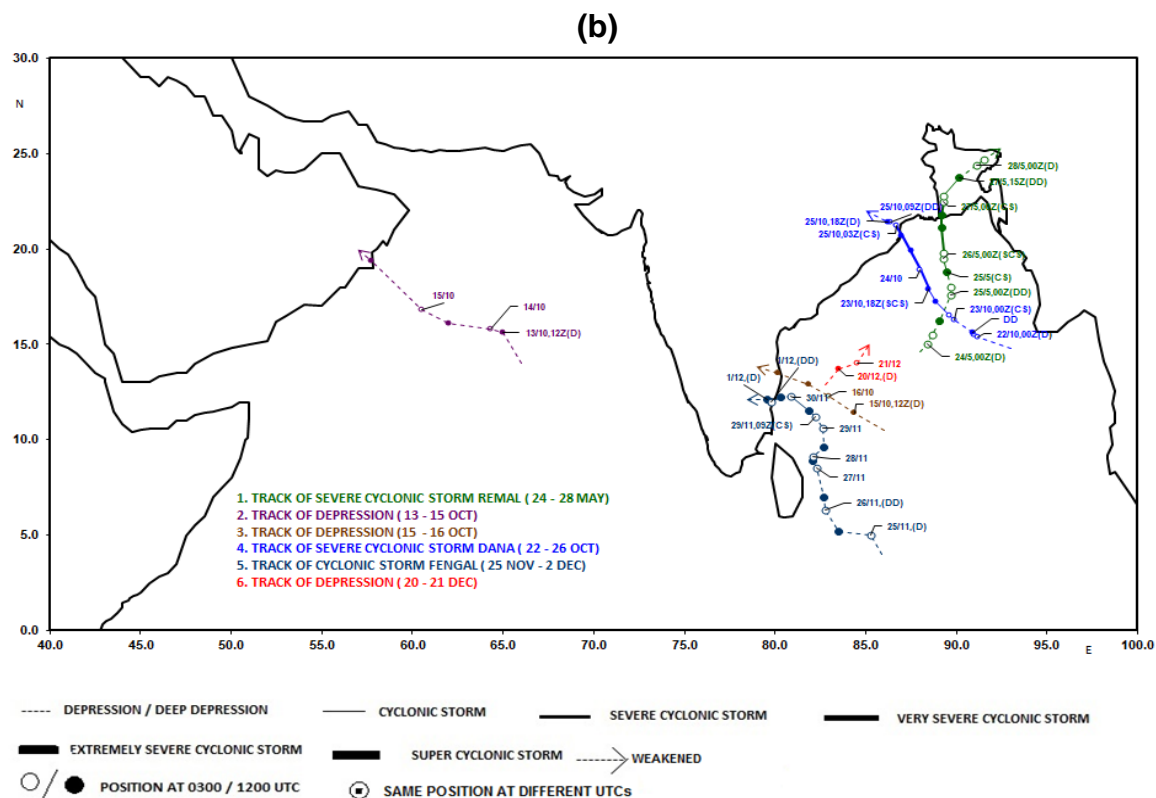 (b)
30.0
N
25.0
20.0
15.0
10.0
5.0
0.0
40.0 45.0 50.0 55.0 60.0 65.0 70.0 75.0 80.0 85.0 90.0 95.0 100.0
E
28/5,00Z(D)
27/5,15Z(DD)
27/5,00Z(CS)
26/5,00Z(SCS)
25/5(CS)
25/5,00Z(DD)
24/5,00Z(D)
25/10,09Z(DD)
25/10,18Z(D)
25/10,03Z(CS)
24/10
23/10,18Z(SCS)
23/10,00Z(CS)
DD
22/10,00Z(D)
15/10
14/10
13/10,12Z(D)
21/12
20/12,(D)
1/12,(DD)
1/12,(D)
30/11
16/10
15/10,12Z(D)
29/11,09Z(CS)
29/11
28/11
27/11
26/11,(DD)
25/11,(D)
1. TRACK OF SEVERE CYCLONIC STORM REMAL ( 24 - 28 MAY)
2. TRACK OF DEPRESSION ( 13 - 15 OCT)
3. TRACK OF DEPRESSION ( 15 - 16 OCT)
4. TRACK OF SEVERE CYCLONIC STORM DANA ( 22 - 26 OCT)
5. TRACK OF CYCLONIC STORM FENGAL ( 25 NOV - 2 DEC)
6. TRACK OF DEPRESSION ( 20 - 21 DEC)
DEPRESSION / DEEP DEPRESSION CYCLONIC STORM SEVERE CYCLONIC STORM VERY SEVERE CYCLONIC STORM
EXTREMELY SEVERE CYCLONIC STORM SUPER CYCLONIC STORM WEAKENED
/ POSITION AT 0300 / 1200 UTC SAME POSITION AT DIFFERENT UTCs